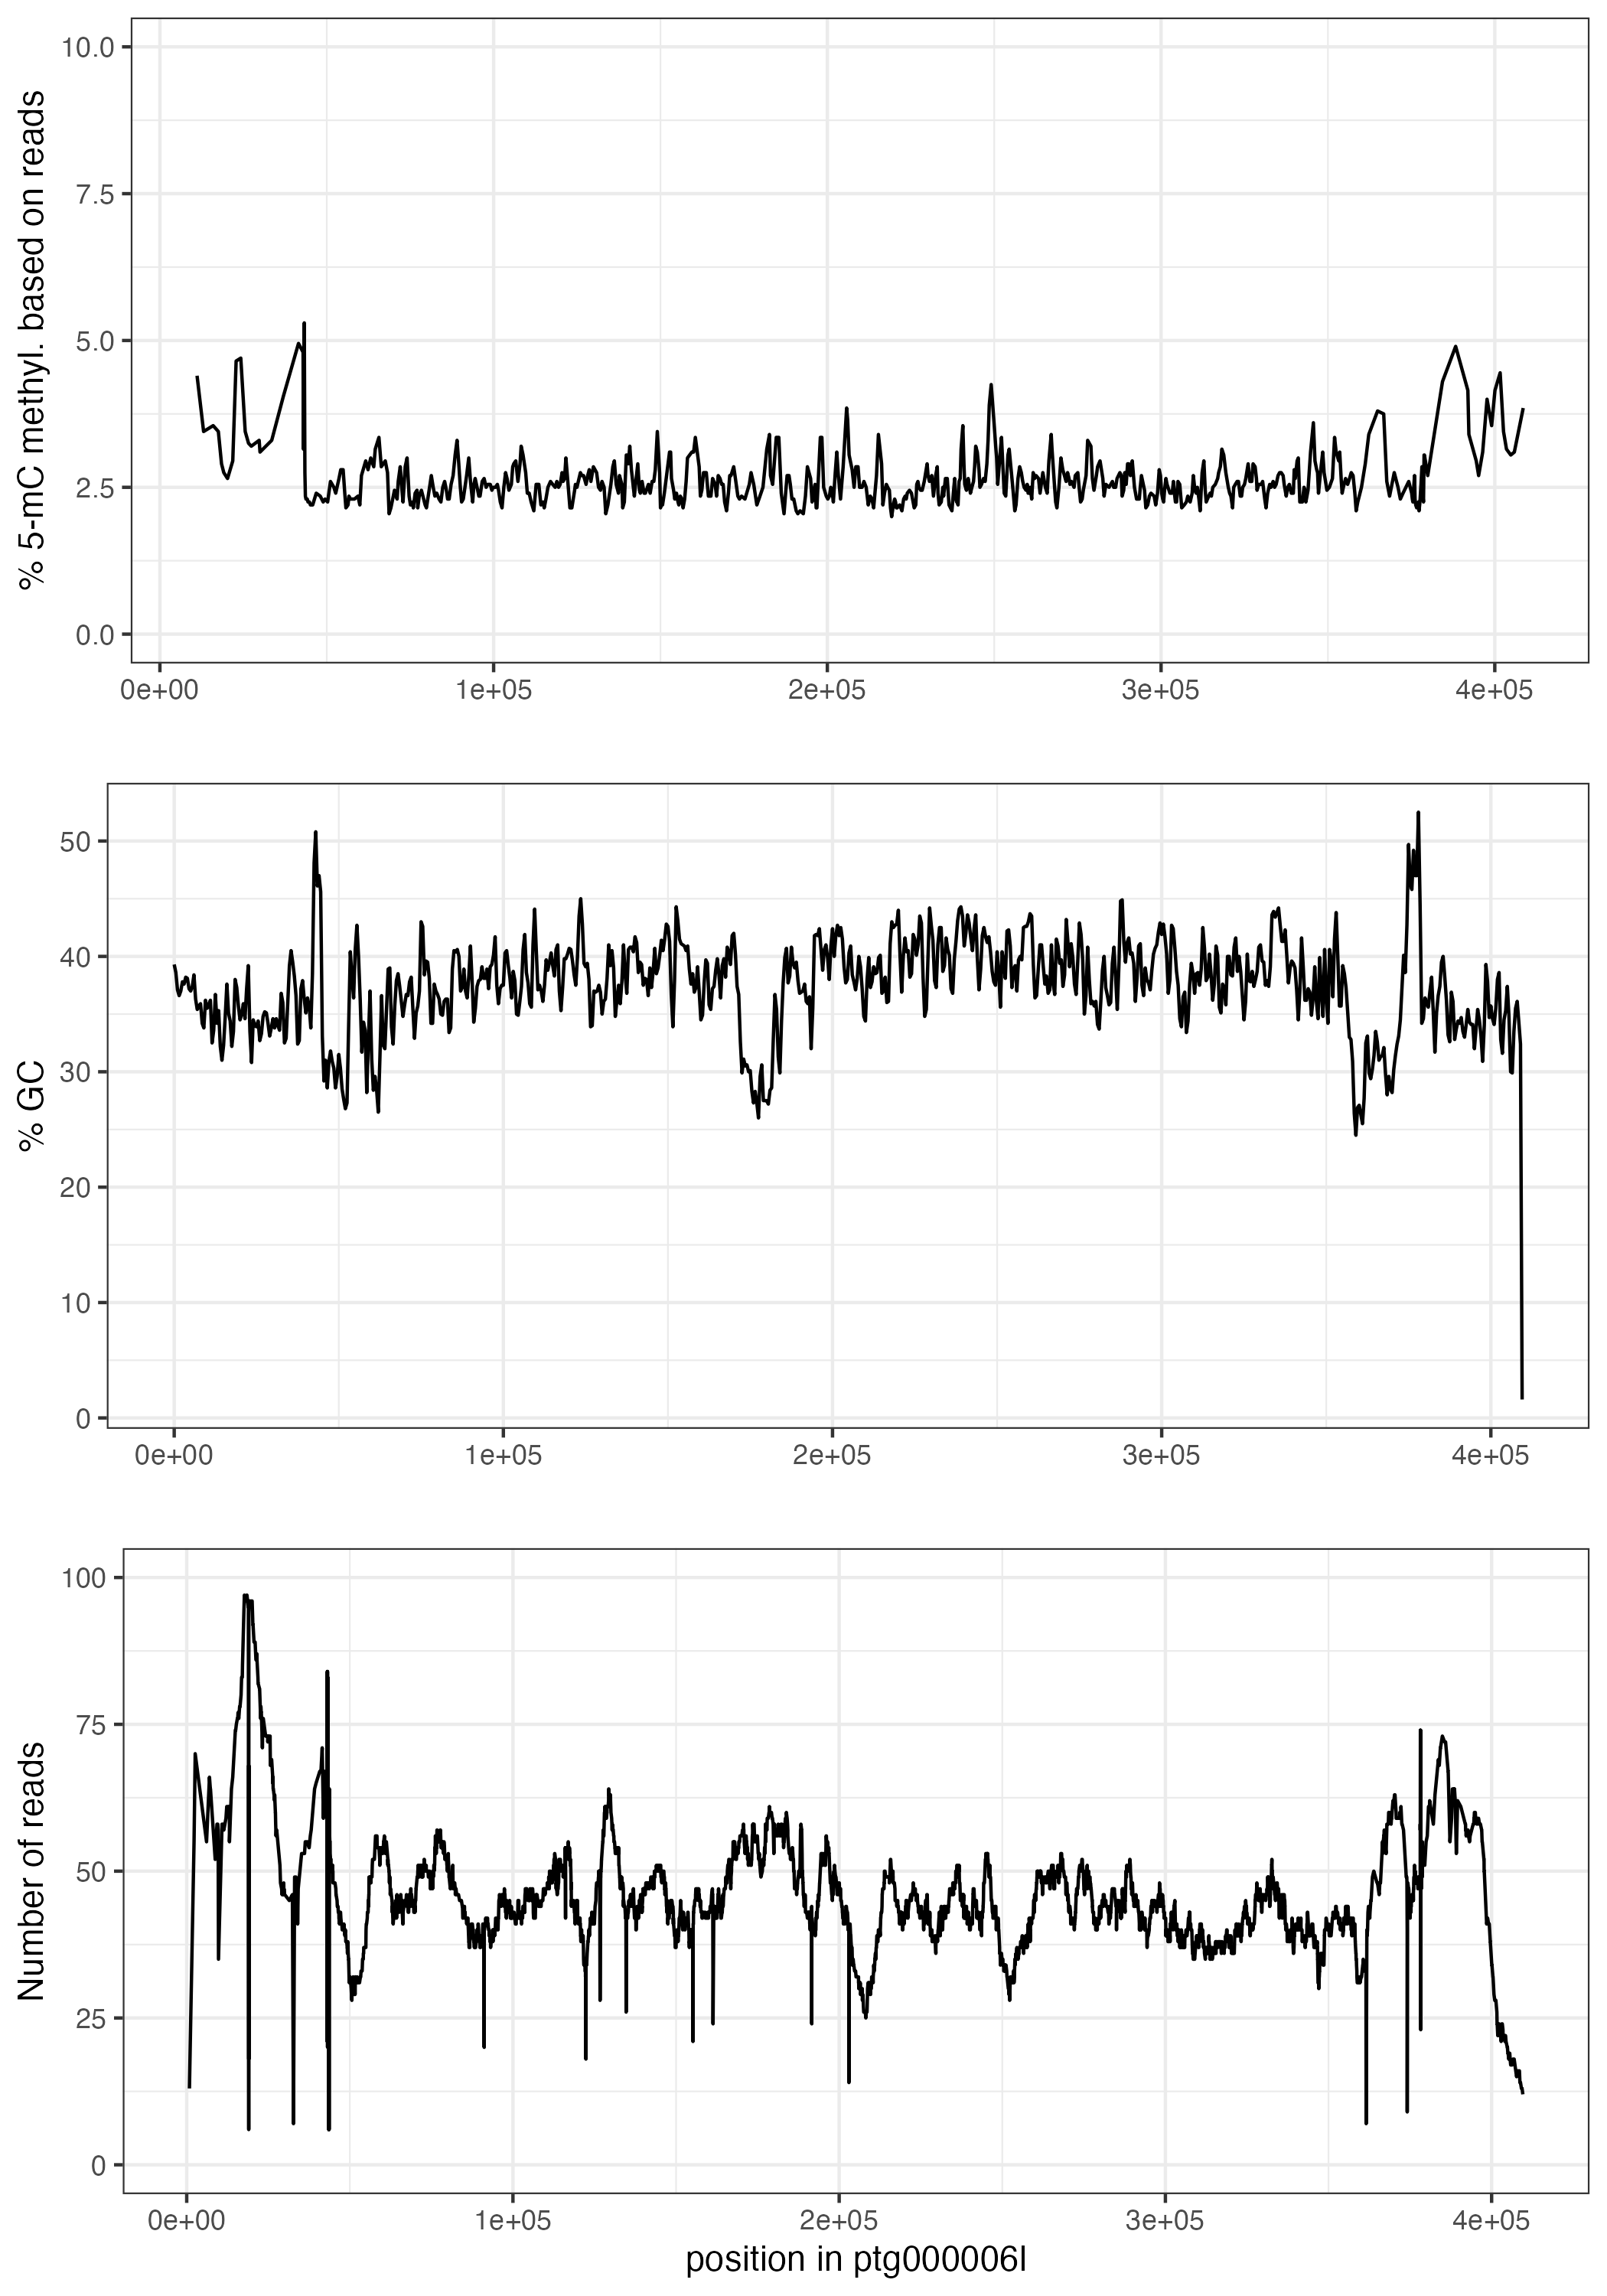 % 5-mC methyl. based on reads
10.0
7.5
5.0
2.5
0.0
0e+00 1e+05 2e+05 3e+05 4e+05
% GC
50
40
30
20
10
0
0e+00 1e+05 2e+05 3e+05 4e+05
Number of reads
100
75
50
25
0
0e+00 1e+05 2e+05 3e+05 4e+05
position in ptg000006l